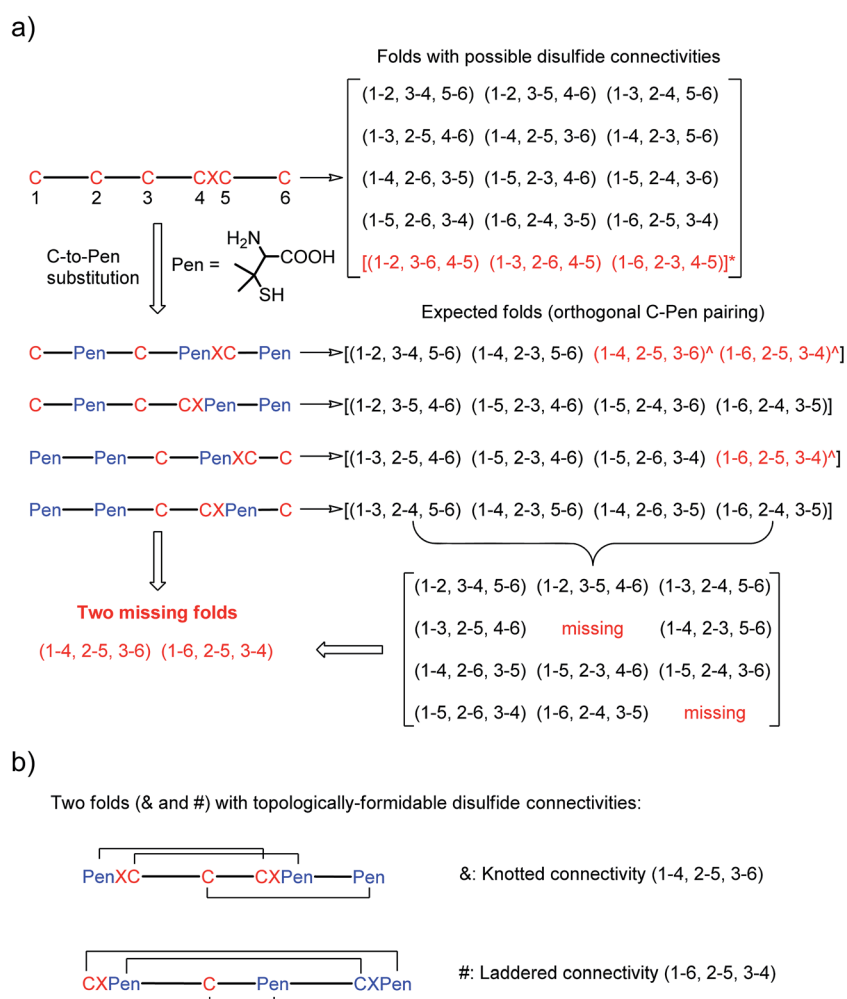 a)
Folds with possible disulfide connectivities
(1-2, 3-4, 5-6) (1-2, 3-5, 4-6) (1-3, 2-4, 5-6)
(1-3, 2-5, 4-6) (1-4, 2-5, 3-6) (1-4, 2-3, 5-6)
(1-4, 2-6, 3-5) (1-5, 2-3, 4-6) (1-5, 2-4, 3-6)
(1-5, 2-6, 3-4) (1-6, 2-4, 3-5) (1-6, 2-5, 3-4)
[(1-2, 3-6, 4-5) (1-3, 2-6, 4-5) (1-6, 2-3, 4-5)]*
C C C CXC C
1 2 3 4 5 6
C-to-Pen
substitution
Pen =
H2N
COOH
SH
Expected folds (orthogonal C-Pen pairing)
C—Pen—C—PenXC—Pen [(1-2, 3-4, 5-6) (1-4, 2-3, 5-6) (1-4, 2-5, 3-6)^ (1-6, 2-5, 3-4)^]
C—Pen—C—CXPen—Pen [(1-2, 3-5, 4-6) (1-5, 2-3, 4-6) (1-5, 2-4, 3-6) (1-6, 2-4, 3-5)]
Pen—Pen—C—PenXC—C [(1-3, 2-5, 4-6) (1-5, 2-3, 4-6) (1-5, 2-6, 3-4) (1-6, 2-5, 3-4)^]
Pen—Pen—C—CXPen—C [(1-3, 2-4, 5-6) (1-4, 2-3, 5-6) (1-4, 2-6, 3-5) (1-6, 2-4, 3-5)]
Two missing folds
(1-4, 2-5, 3-6) (1-6, 2-5, 3-4)
(1-2, 3-4, 5-6) (1-2, 3-5, 4-6) (1-3, 2-4, 5-6)
(1-3, 2-5, 4-6) missing (1-4, 2-3, 5-6)
(1-4, 2-6, 3-5) (1-5, 2-3, 4-6) (1-5, 2-4, 3-6)
(1-5, 2-6, 3-4) (1-6, 2-4, 3-5) missing
b)
Two folds (& and #) with topologically-formidable disulfide connectivities:
PenXC—C—CXPen—Pen &: Knotted connectivity (1-4, 2-5, 3-6)
CXPen—C—Pen—CXPen #: Laddered connectivity (1-6, 2-5, 3-4)